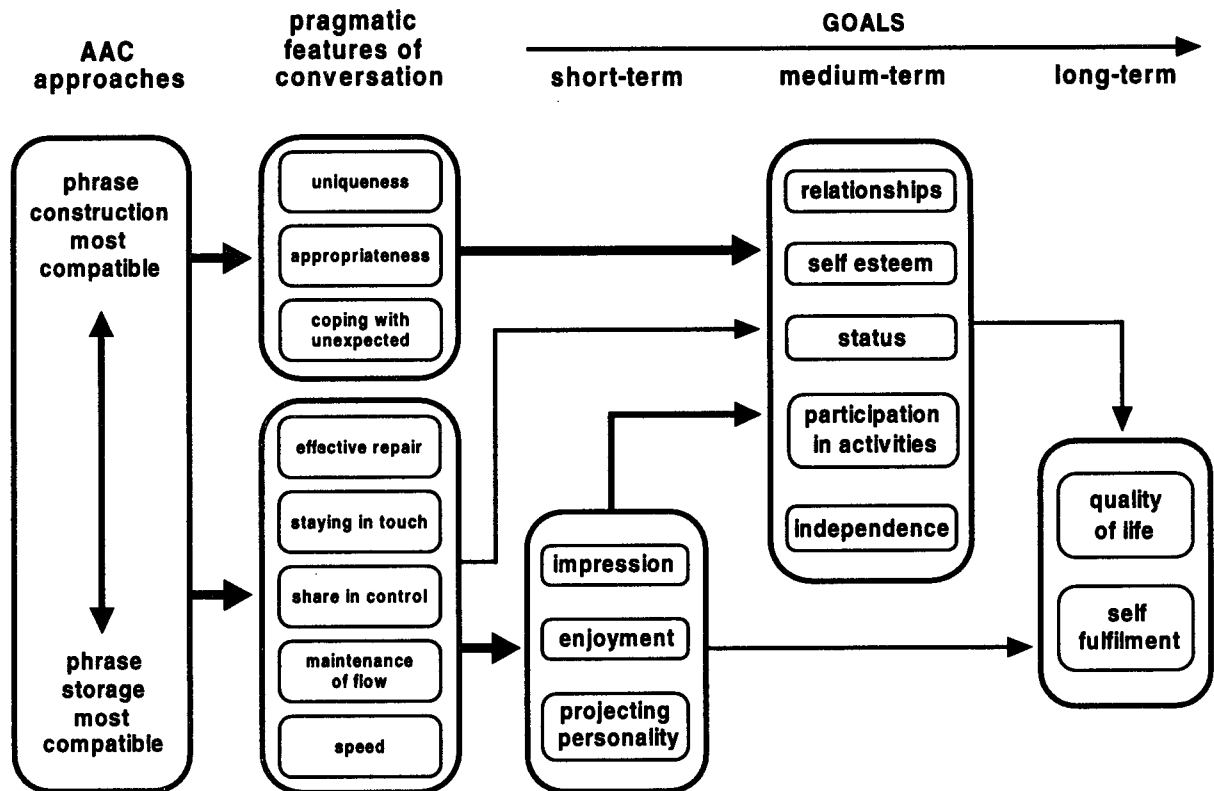 AAC
approaches
pragmatic
features of
conversation
GOALS
short-term
medium-term
long-term
phrase
construction
most
compatible
phrase
storage
most
compatible
uniqueness
appropriateness
coping with
unexpected
effective repair
staying in touch
share in control
maintenance
of flow
speed
impression
enjoyment
projecting
personality
relationships
self esteem
status
participation
in activities
independence
quality
of life
self
fulfilment